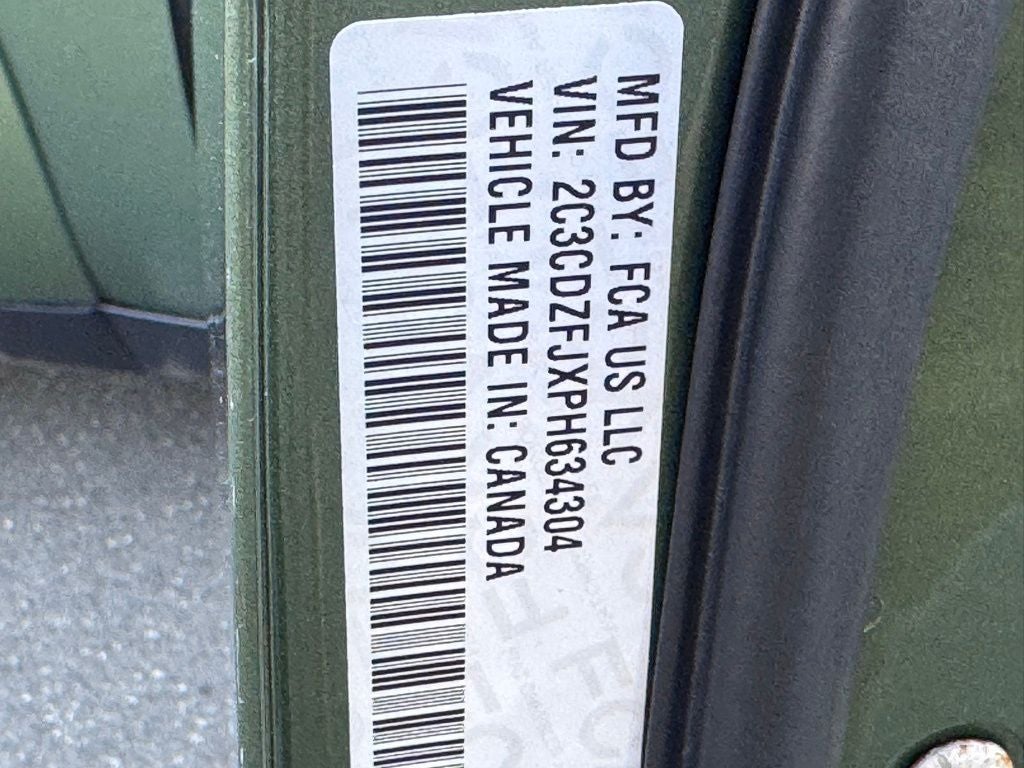 MFD BY: FCA US LLC
VIN: 2C3CDZFJXPH634304
VEHICLE MADE IN: CANADA